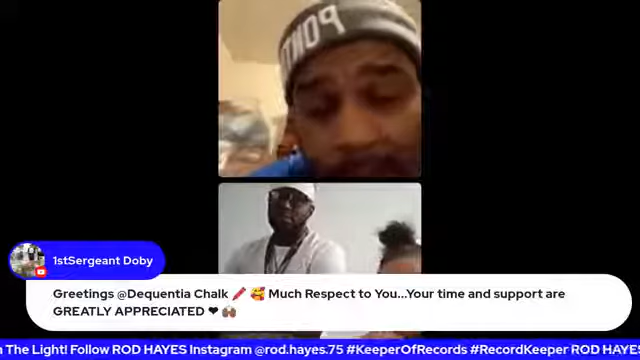 PONT
1stSergeant Doby
Greetings @Dequentia Chalk 🖍️ 🥰 Much Respect to You...Your time and support are
GREATLY APPRECIATED ❤ 🙌🏾
The Light! Follow ROD HAYES Instagram @rod.hayes.75 #KeeperOfRecords #RecordKeeper ROD HAYES